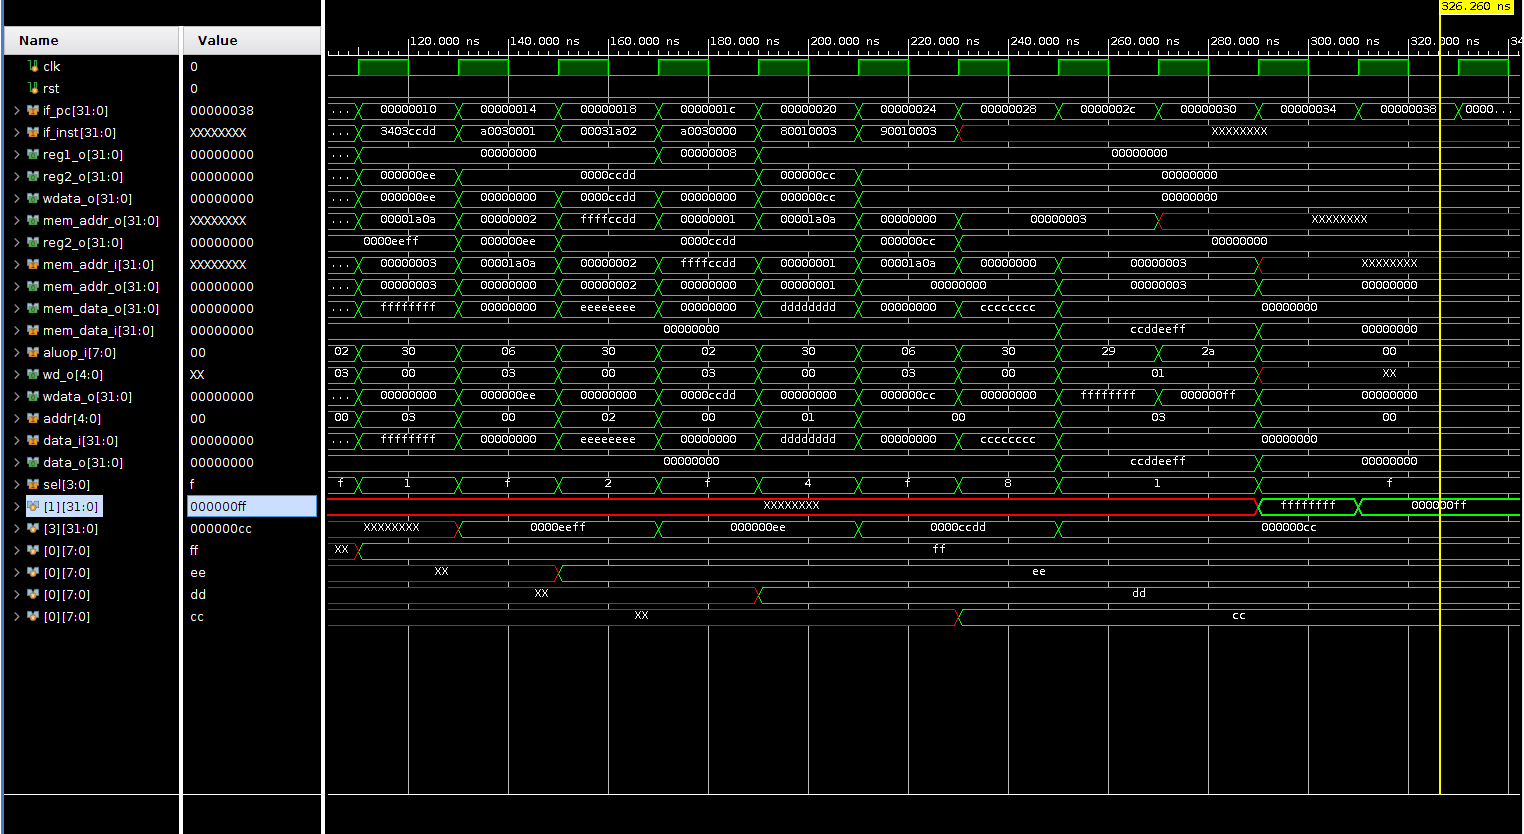 326.260 ns
Name Value
120.000 ns 140.000 ns 160.000 ns 180.000 ns 200.000 ns 220.000 ns 240.000 ns 260.000 ns 280.000 ns 300.000 ns
clk 0
rst 0
if_pc[31:0] 00000038 ... 00000010 00000014 00000018 0000001c 00000020 00000024 00000028 0000002c 00000030 00000034 00000038 0000...
if_inst[31:0] XXXXXXXX ... 3403ccdd a0030001 00031a02 a0030000 80010003 90010003 XXXXXXXX
reg1_o[31:0] 00000000 ... 00000000 00000008 00000000
reg2_o[31:0] 00000000 ... 000000ee 0000ccdd 000000cc 00000000
wdata_o[31:0] 00000000 ... 000000ee 00000000 0000ccdd 00000000 000000cc 00000000
mem_addr_o[31:0] XXXXXXXX ... 00001a0a 00000002 ffffccdd 00000001 00001a0a 00000000 00000003 XXXXXXXX
reg2_o[31:0] 00000000 0000eeff 000000ee 0000ccdd 000000cc 00000000
mem_addr_i[31:0] XXXXXXXX ... 00000003 00001a0a 00000002 ffffccdd 00000001 00001a0a 00000000 00000003 XXXXXXXX
mem_addr_o[31:0] 00000000 ... 00000003 00000000 00000002 00000000 00000001 00000000 00000003 00000000
mem_data_o[31:0] 00000000 ... ffffffff 00000000 eeeeeeee 00000000 dddddddd 00000000 cccccccc 00000000
mem_data_i[31:0] 00000000 00000000 ccddeeff 00000000
aluop_i[7:0] 00 02 30 06 30 02 30 06 30 29 2a 00
wd_o[4:0] XX 03 00 03 00 03 00 03 00 01 XX
wdata_o[31:0] 00000000 ... 00000000 000000ee 00000000 0000ccdd 00000000 000000cc 00000000 ffffffff 000000ff 00000000
addr[4:0] 00 00 03 00 02 00 01 00 03 00
data_i[31:0] 00000000 ... ffffffff 00000000 eeeeeeee 00000000 dddddddd 00000000 cccccccc 00000000
data_o[31:0] 00000000 00000000 ccddeeff 00000000
sel[3:0] f f 1 f 2 f 4 f 8 1 f
[1][31:0] 000000ff XXXXXXXX ffffffff 000000ff
[3][31:0] 000000cc XXXXXXXX 0000eeff 000000ee 0000ccdd 000000cc
[0][7:0] ff XX ff
[0][7:0] ee XX ee
[0][7:0] dd XX dd
[0][7:0] cc XX cc